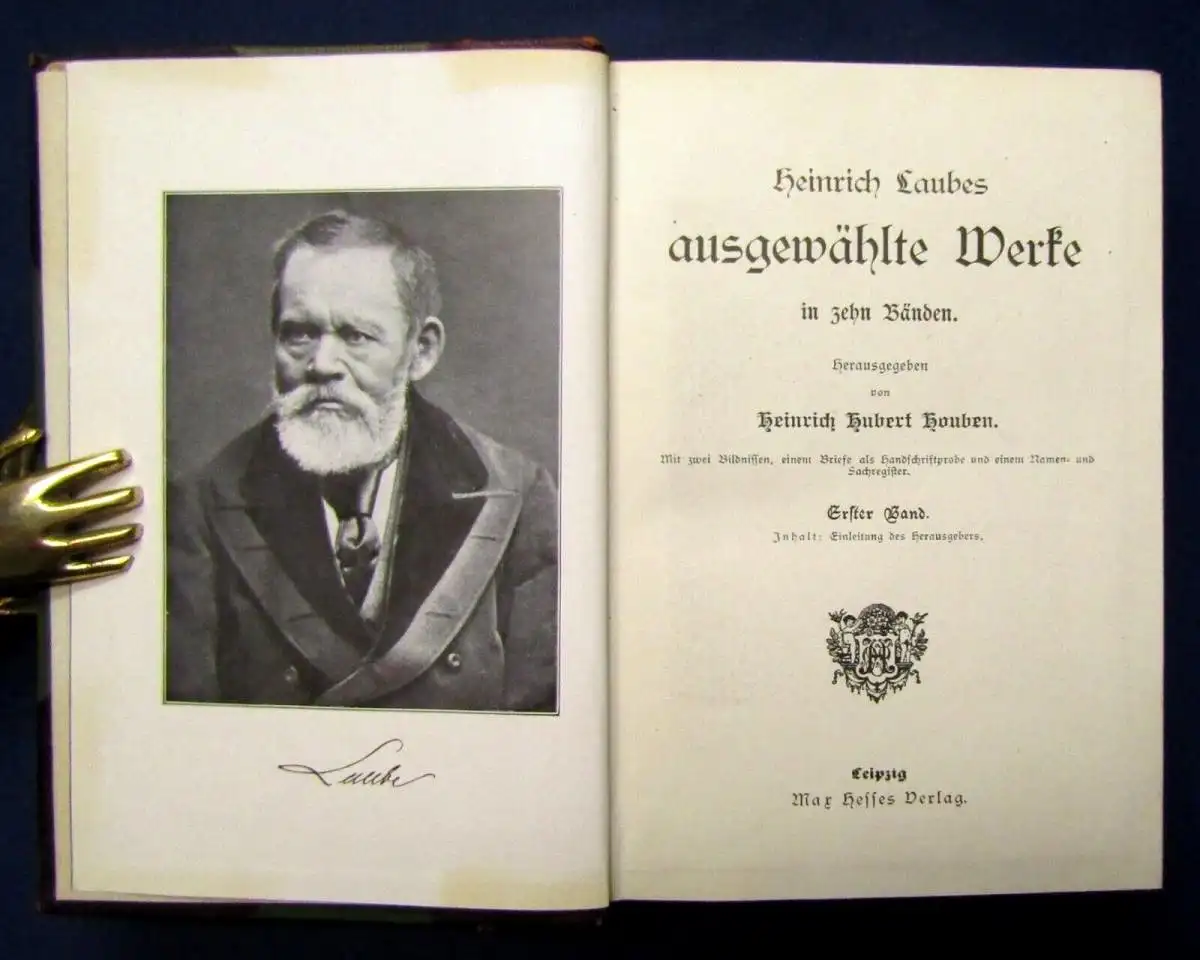 Laube
Heinrich Laubes
ausgewählte Werke
in zehn Bänden.
Herausgegeben
von
Heinrich Hubert Houben.
Mit zwei Bildnissen, einem Briefe als Handschriftprobe und einem Namen- und
Sachregister.
Erster Band.
Inhalt: Einleitung des Herausgebers.
Leipzig
Max Hesses Verlag.